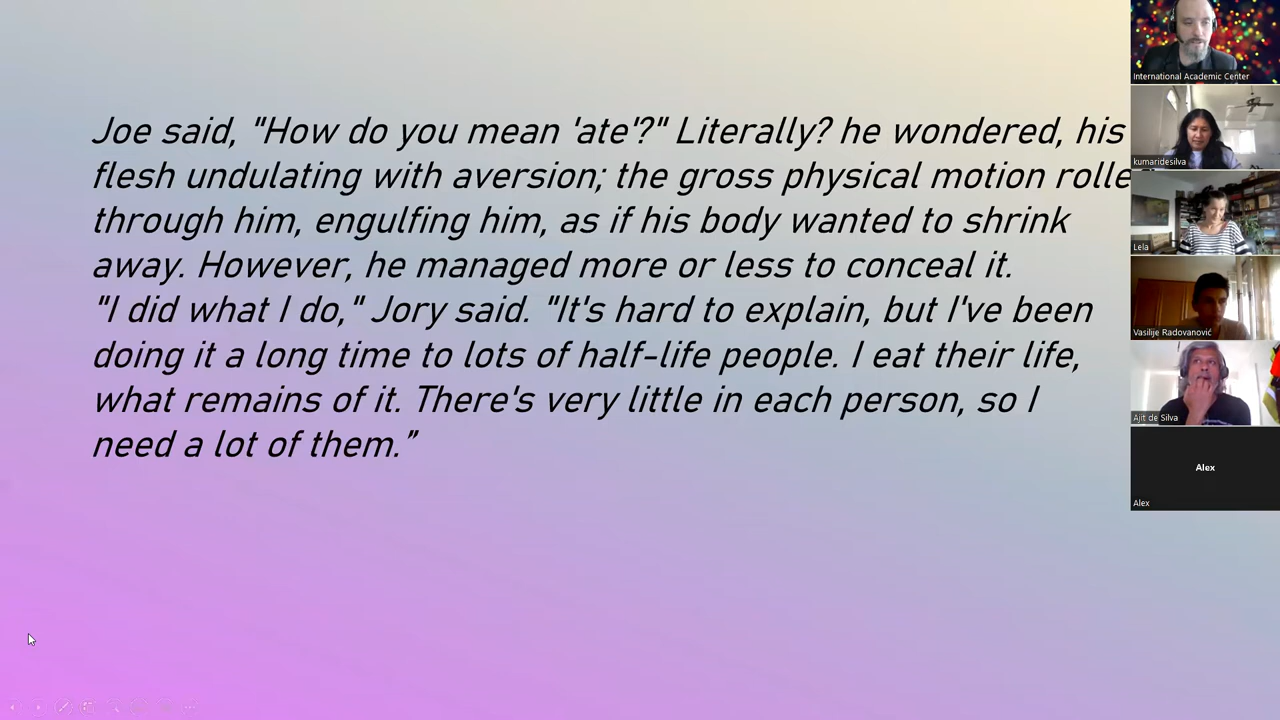 Joe said, "How do you mean 'ate'?" Literally? he wondered, his
flesh undulating with aversion; the gross physical motion rolle
through him, engulfing him, as if his body wanted to shrink
away. However, he managed more or less to conceal it.
"I did what I do," Jory said. "It's hard to explain, but I've been
doing it a long time to lots of half-life people. I eat their life,
what remains of it. There's very little in each person, so I
need a lot of them.”
International Academic Center
kumaridesilva
Lela
Vasilije Radovanović
Ajit de Silva
Alex
Alex